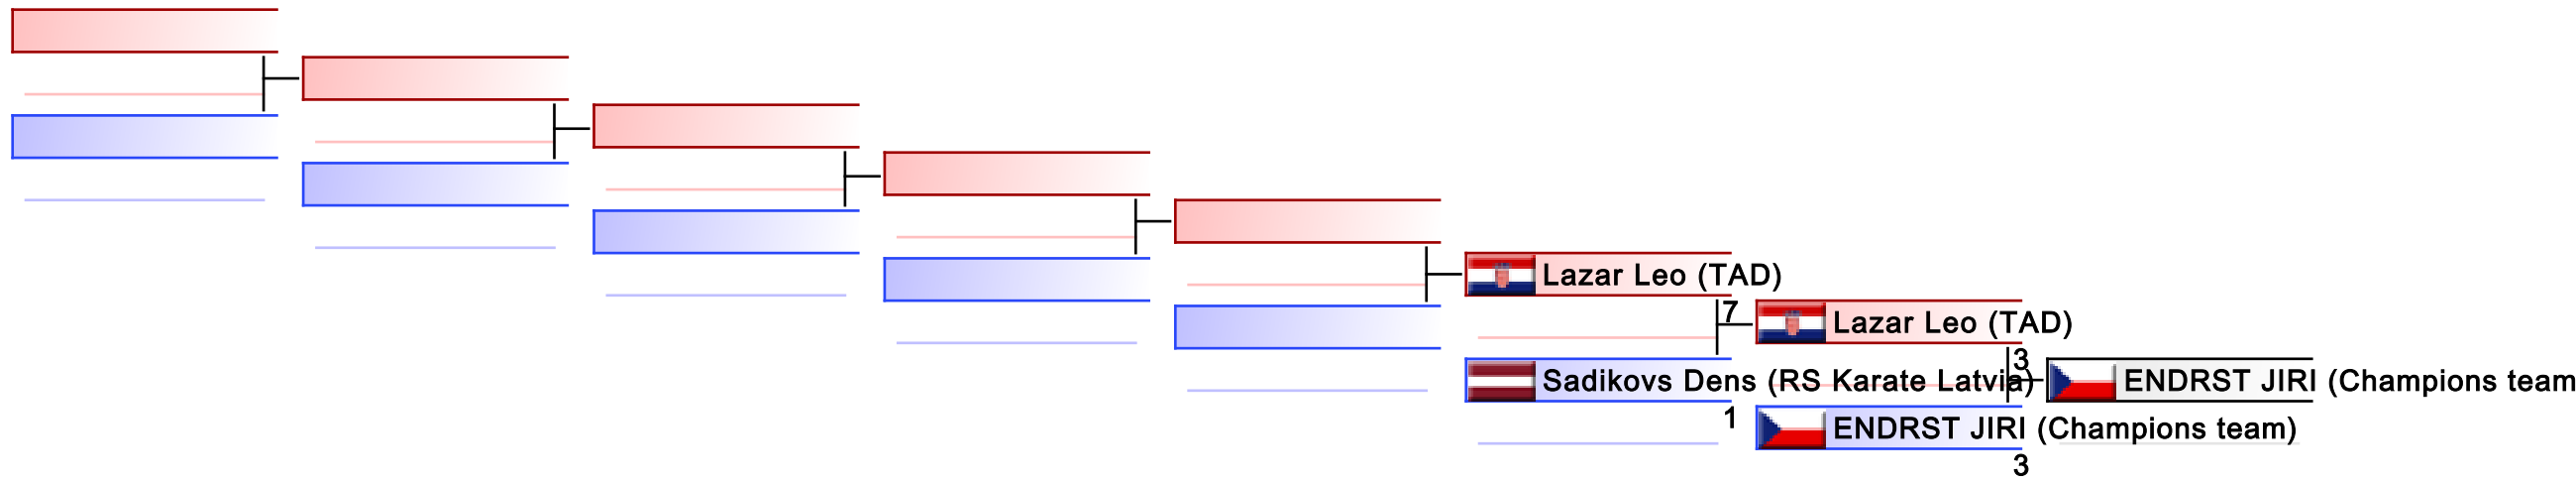 Lazar Leo (TAD)
7
Lazar Leo (TAD)
3
Sadikovs Dens (RS Karate Latvia)
ENDRST JIRI (Champions team
1
ENDRST JIRI (Champions team)
3